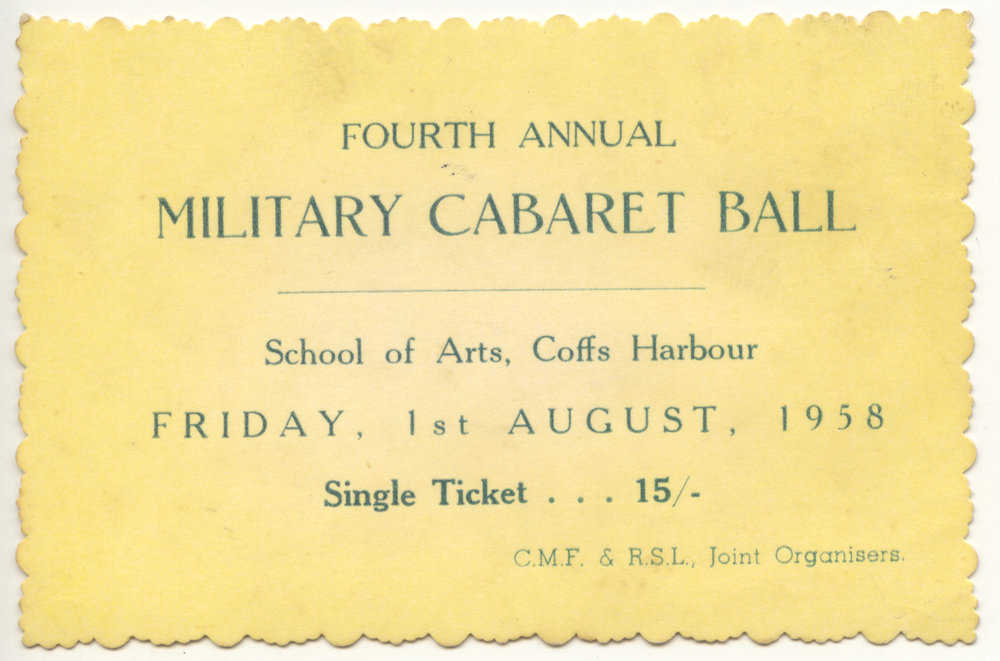 FOURTH ANNUAL
MILITARY CABARET BALL
School of Arts, Coffs Harbour
FRIDAY, 1st AUGUST, 1958
Single Ticket . . . 15/-
C.M.F. & R.S.L., Joint Organisers.